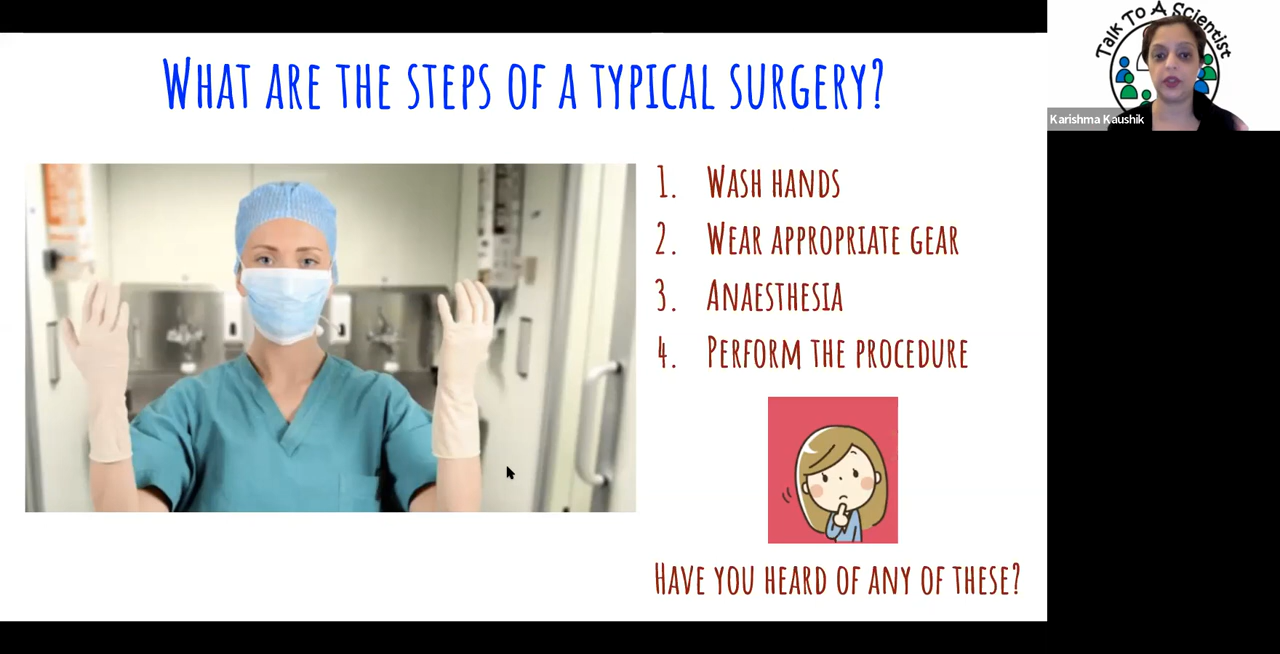 WHAT ARE THE STEPS OF A TYPICAL SURGERY?
Talk To A Scientist
Karishma Kaushik
1. WASH HANDS
2. WEAR APPROPRIATE GEAR
3. ANAESTHESIA
4. PERFORM THE PROCEDURE
HAVE YOU HEARD OF ANY OF THESE?